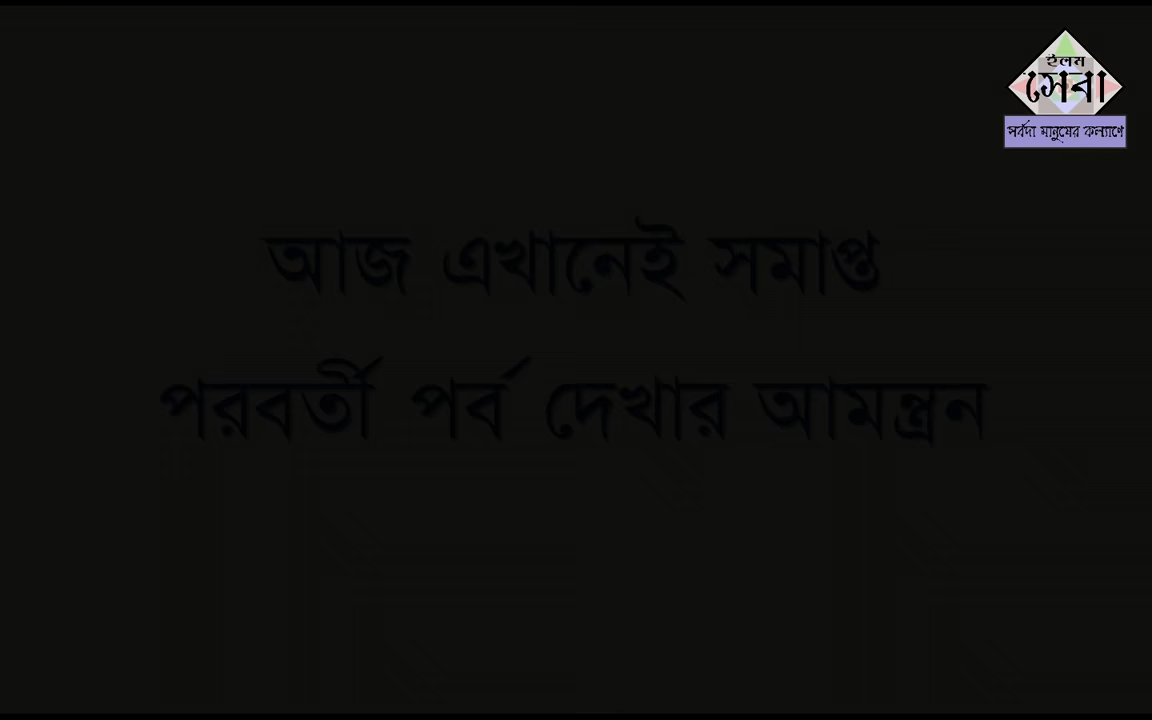 ইলম
সেবা
সর্বদা মানুষের কল্যাণে
আজ এখানেই সমাপ্ত
পরবর্তী পর্ব দেখার আমন্ত্রন